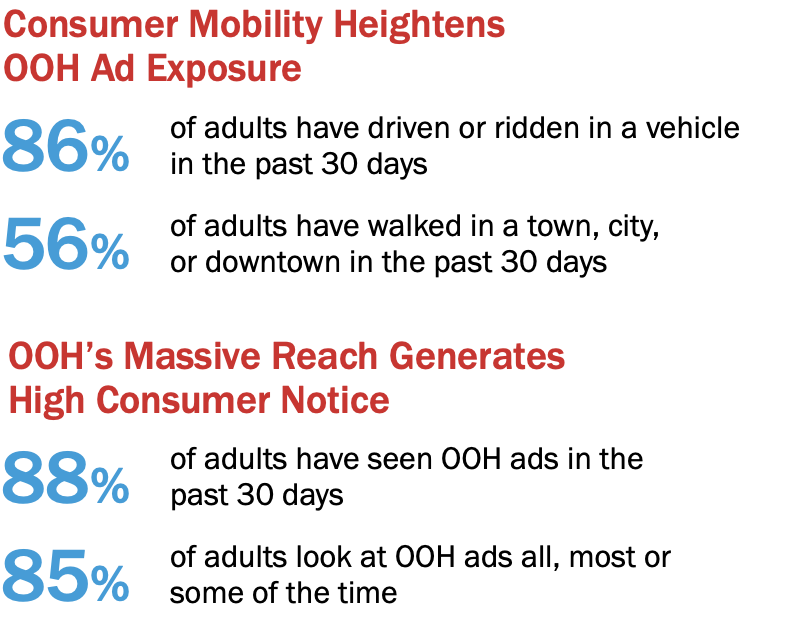 Consumer Mobility Heightens
OOH Ad Exposure
86% of adults have driven or ridden in a vehicle
in the past 30 days
56% of adults have walked in a town, city,
or downtown in the past 30 days
OOH’s Massive Reach Generates
High Consumer Notice
88% of adults have seen OOH ads in the
past 30 days
85% of adults look at OOH ads all, most or
some of the time